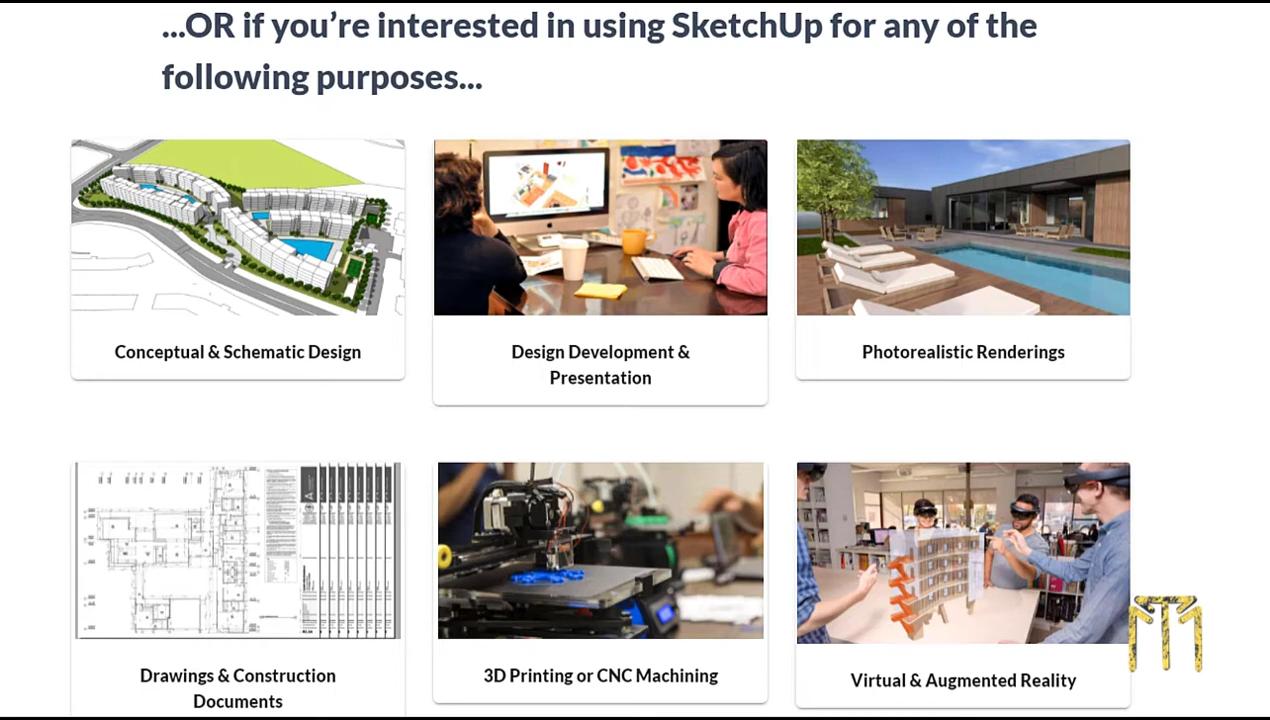 ...OR if you’re interested in using SketchUp for any of the
following purposes...
Conceptual & Schematic Design
Design Development &
Presentation
Photorealistic Renderings
Drawings & Construction
Documents
3D Printing or CNC Machining
Virtual & Augmented Reality